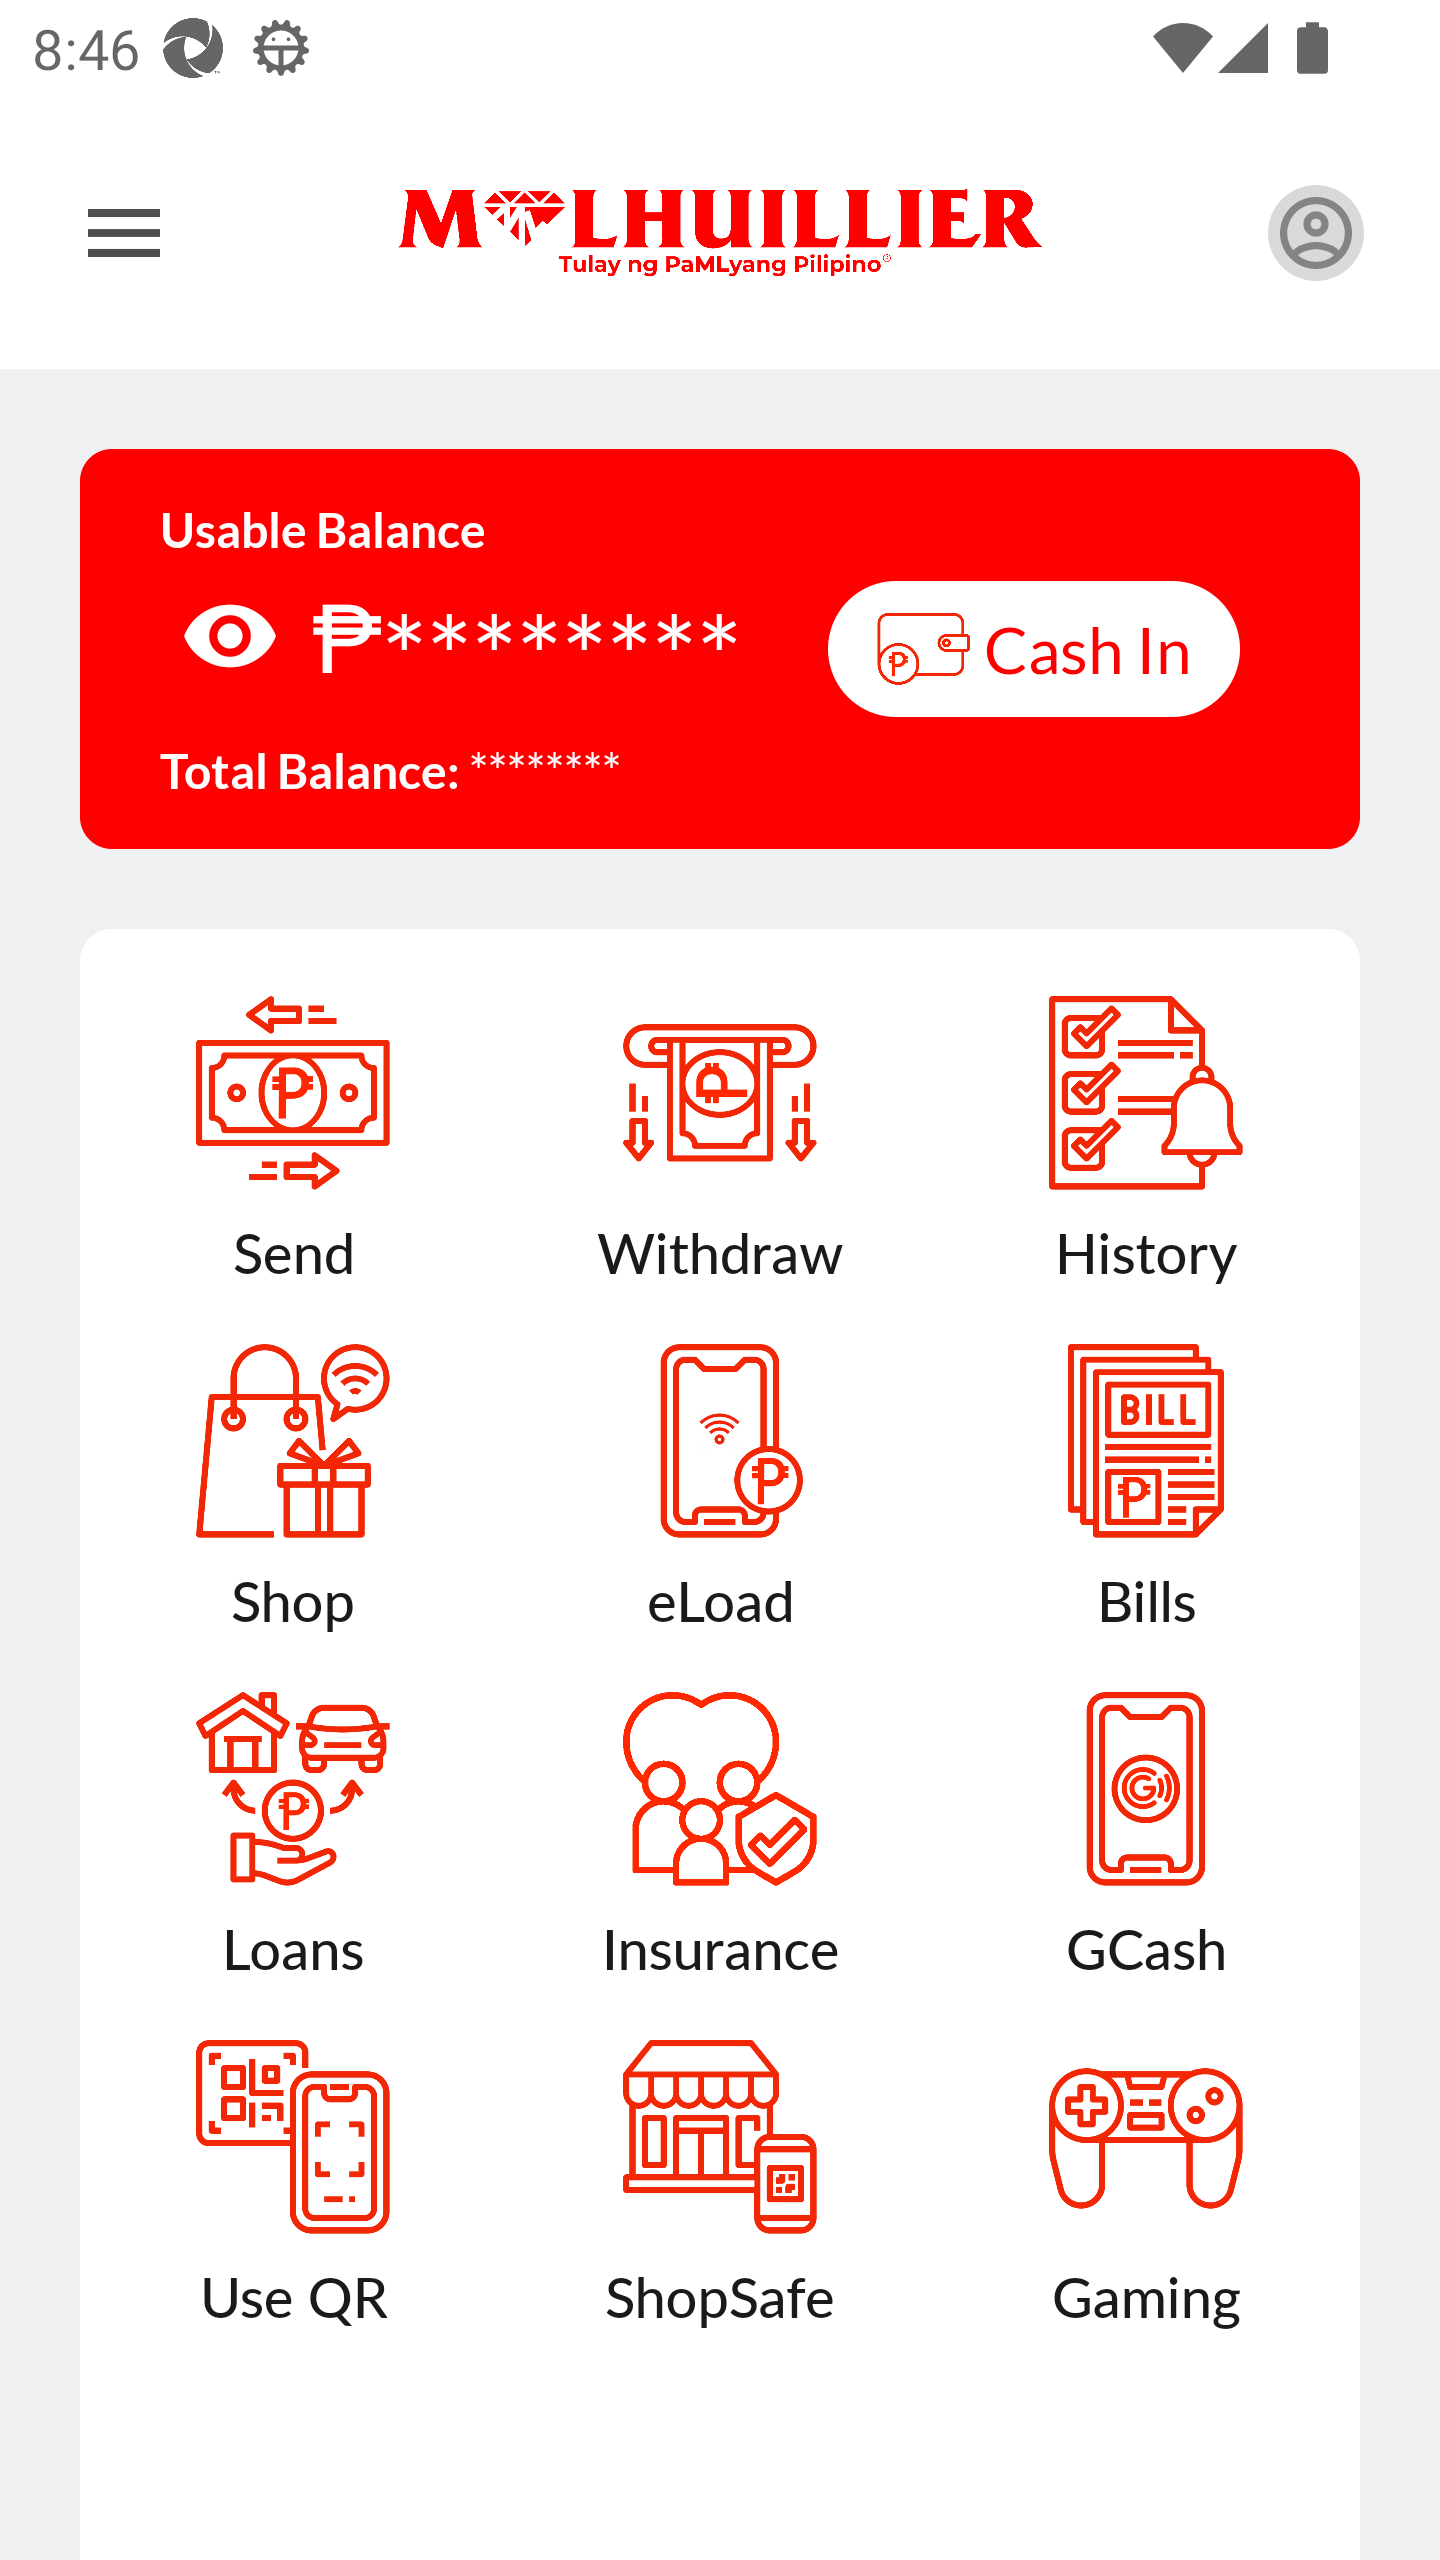 8:46
M LHUILLIER
Tulay ng PaMLyang Pilipino
Usable Balance
₱********
Cash In
Total Balance: ********
Send
Withdraw
History
Shop
eLoad
BILL
Bills
Loans
Insurance
GCash
Use QR
ShopSafe
Gaming